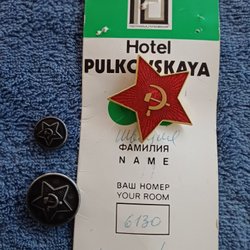 Hotel
PULKOVSKAYA
ФАМИЛИЯ
NAME
ВАШ НОМЕР
YOUR ROOM
6130